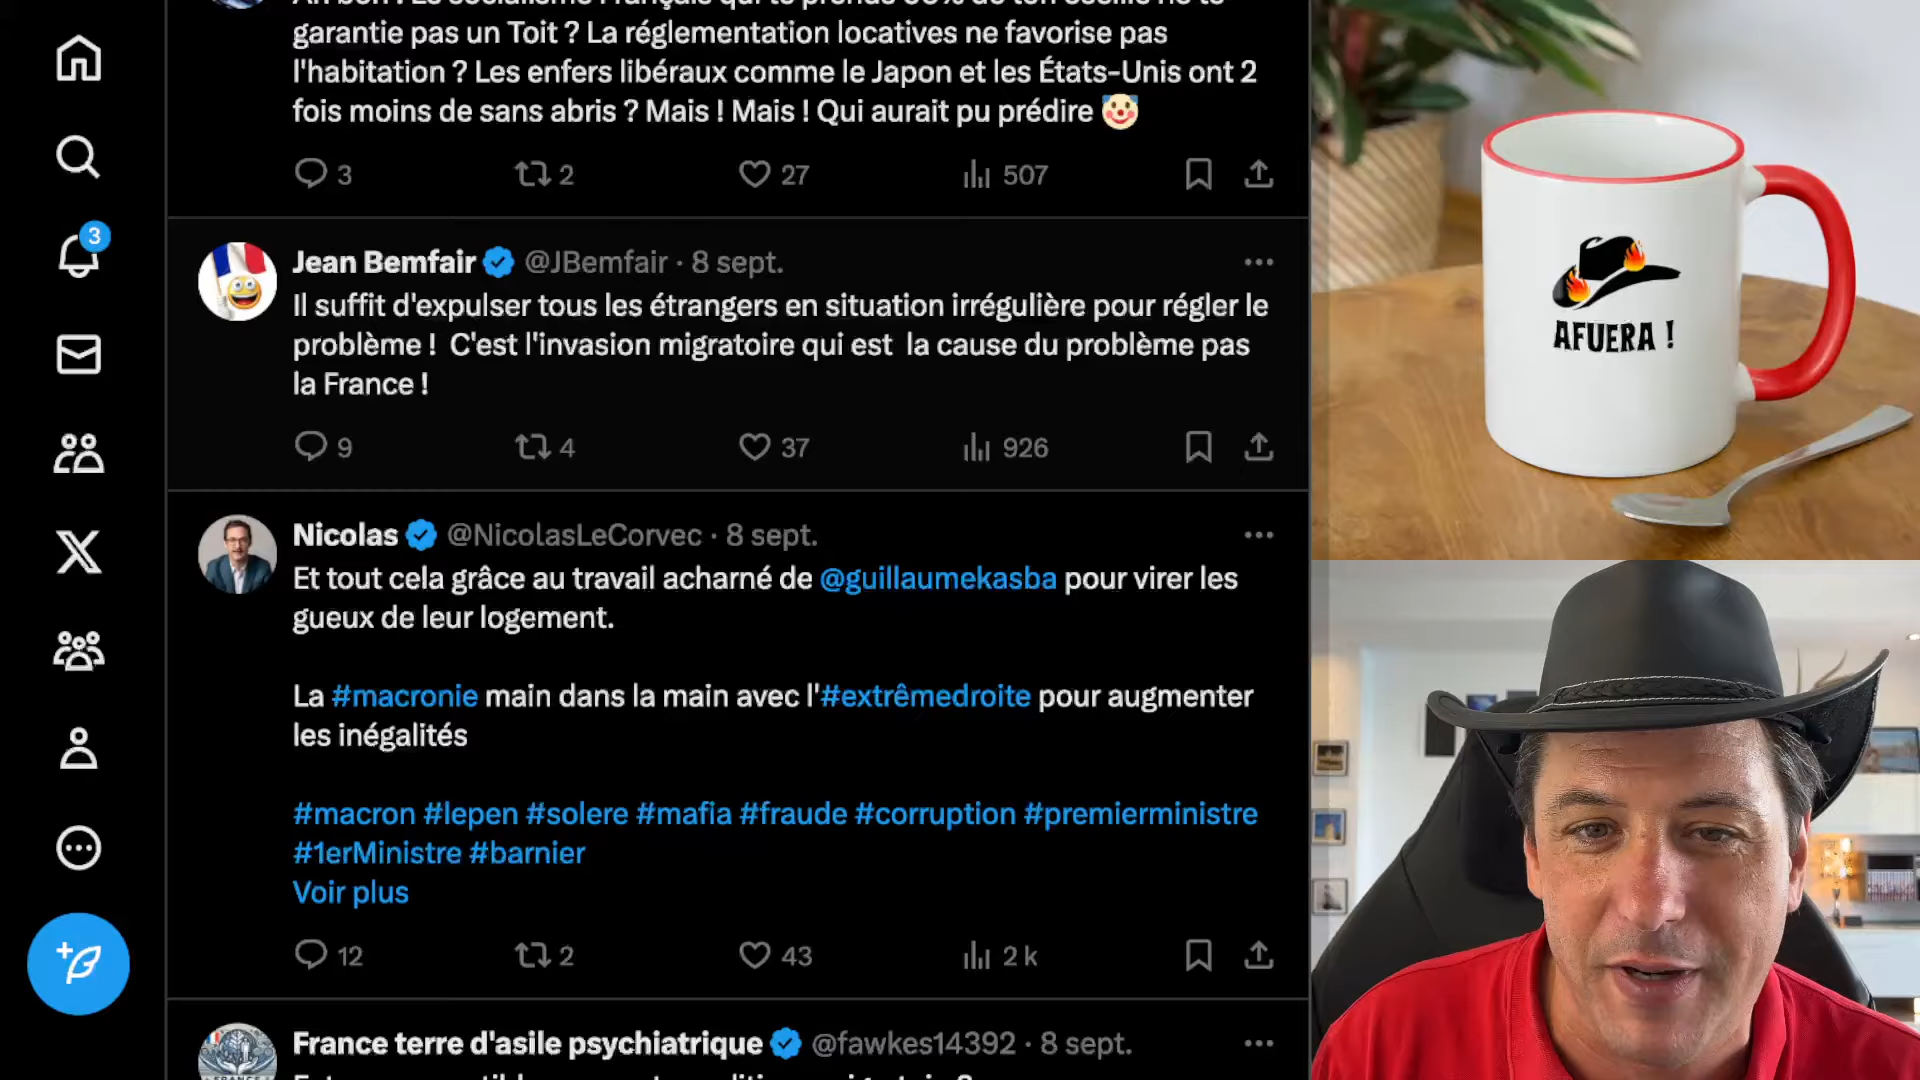 garantie pas un Toit ? La réglementation locatives ne favorise pas
l'habitation ? Les enfers libéraux comme le Japon et les États-Unis ont 2
fois moins de sans abris ? Mais ! Mais ! Qui aurait pu prédire 🤡
3 2 27 507
3
Jean Bemfair @JBemfair · 8 sept.
Il suffit d'expulser tous les étrangers en situation irrégulière pour régler le
problème ! C'est l'invasion migratoire qui est la cause du problème pas
la France !
9 4 37 926
Nicolas @NicolasLeCorvec · 8 sept.
Et tout cela grâce au travail acharné de @guillaumekasba pour virer les
gueux de leur logement.
La #macronie main dans la main avec l'#extrêmedroite pour augmenter
les inégalités
#macron #lepen #solere #mafia #fraude #corruption #premierministre
#1erMinistre #barnier
Voir plus
12 2 43 2 k
France terre d'asile psychiatrique @fawkes14392 · 8 sept.
AFUERA !